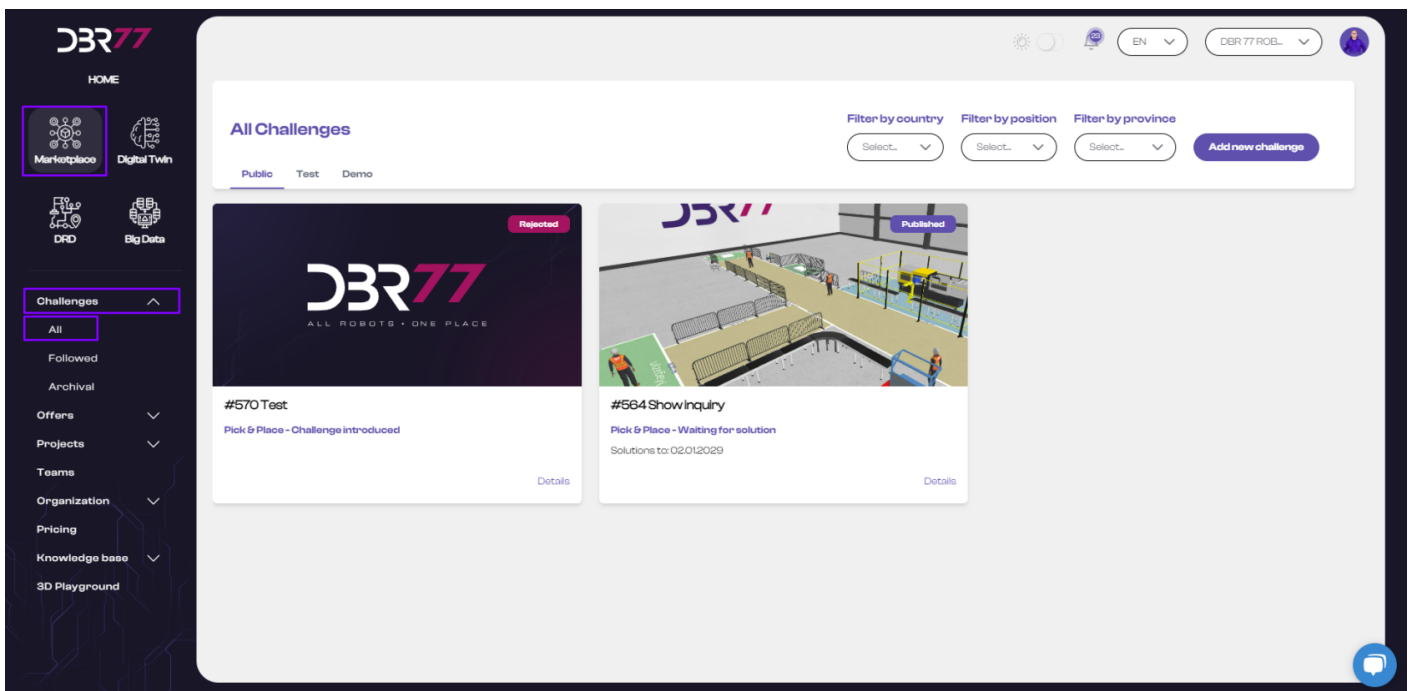 DBR77
HOME
Marketplace
Digital Twin
DRD
Big Data
Challenges
All
Followed
Archival
Offers
Projects
Teams
Organization
Pricing
Knowledge base
3D Playground
23
EN
DBR 77 ROB...
All Challenges
Filter by country
Filter by position
Filter by province
Select...
Select...
Select...
Add new challenge
Public
Test
Demo
Rejected
DBR77
ALL ROBOTS • ONE PLACE
#570 Test
Pick & Place - Challenge introduced
Details
DBR77
Published
#564 Show inquiry
Pick & Place - Waiting for solution
Solutions to: 02.01.2029
Details